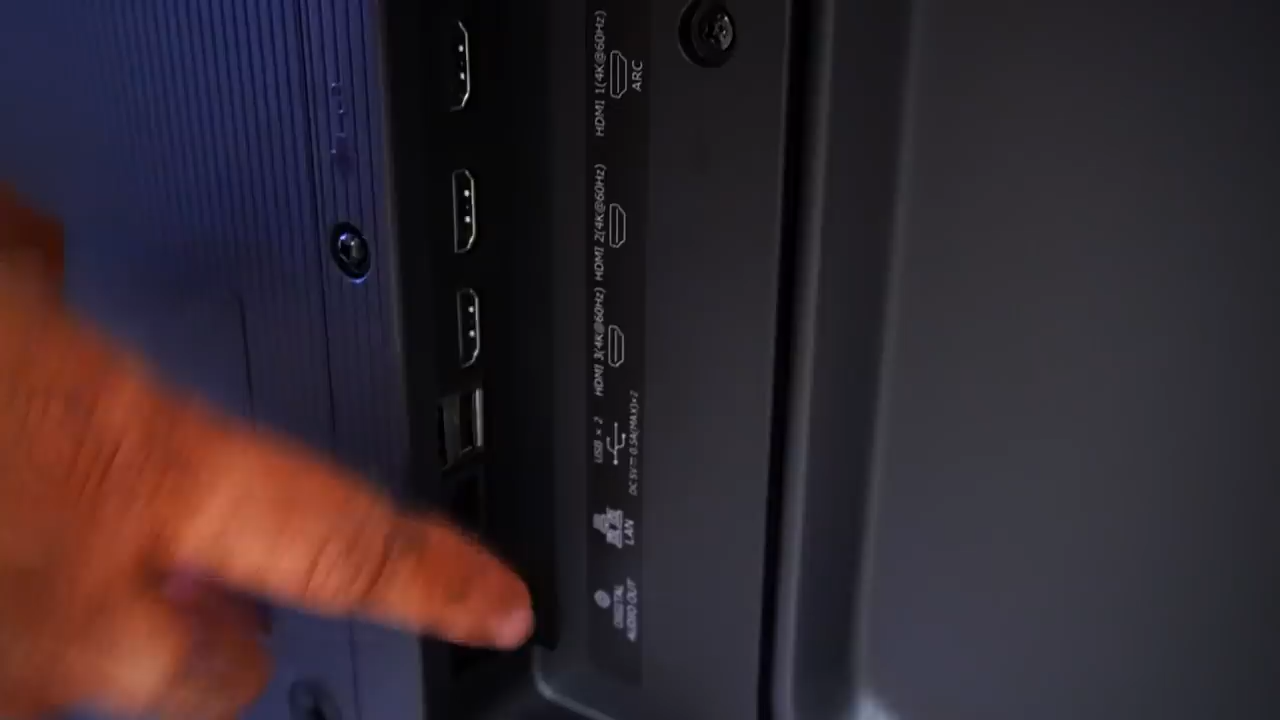 HDMI 1(4K@60Hz)
ARC
HDMI 2(4K@60Hz)
HDMI 3(4K@60Hz)
USB × 2
DC 5V⎓ 0.5A(MAX)×2
LAN
DIGITAL
AUDIO OUT